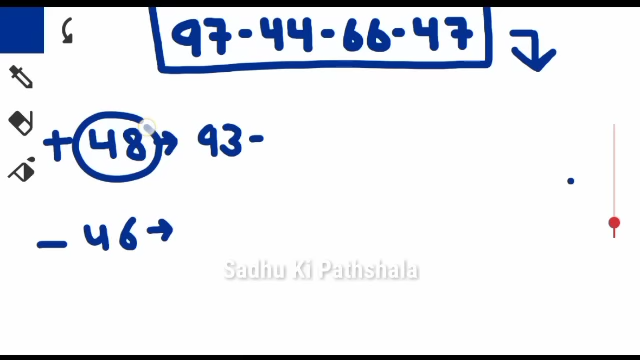 97-44-66-47
+ 48 → 93-
- 46 →
Sadhu Ki Pathshala